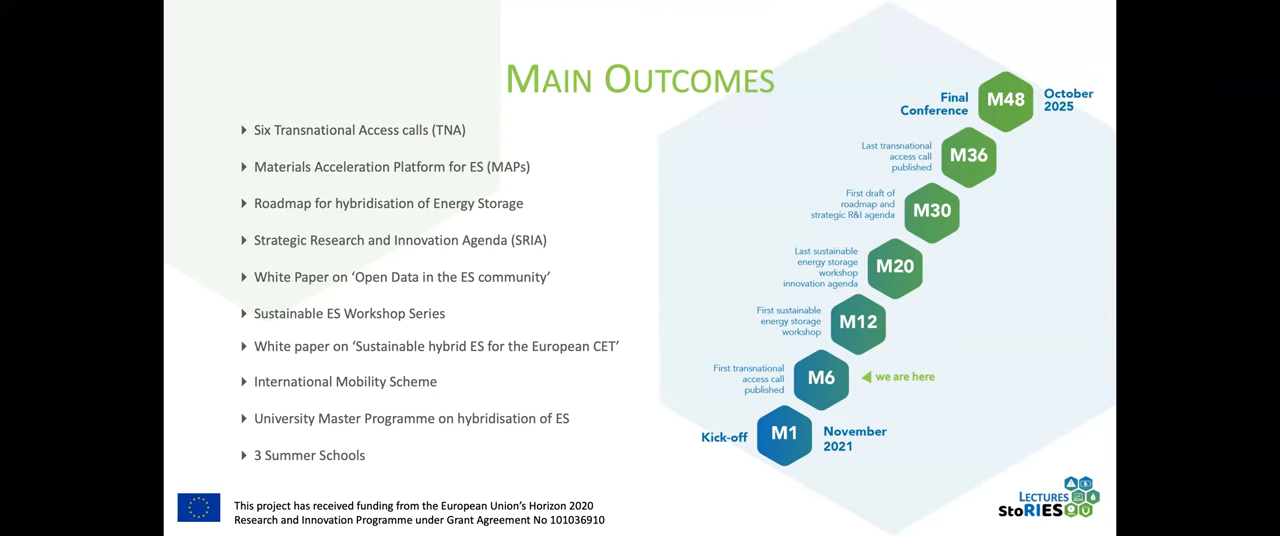 MAIN OUTCOMES
Six Transnational Access calls (TNA)
Materials Acceleration Platform for ES (MAPs)
Roadmap for hybridisation of Energy Storage
Strategic Research and Innovation Agenda (SRIA)
White Paper on ‘Open Data in the ES community’
Sustainable ES Workshop Series
White paper on ‘Sustainable hybrid ES for the European CET’
International Mobility Scheme
University Master Programme on hybridisation of ES
3 Summer Schools
Final
Conference
M48
October
2025
Last transnational
access call
published
M36
First draft of
roadmap and
strategic R&I agenda
M30
Last sustainable
energy storage
workshop
innovation agenda
M20
First sustainable
energy storage
workshop
M12
First transnational
access call
published
M6
we are here
Kick-off
M1
November
2021
This project has received funding from the European Union’s Horizon 2020
Research and Innovation Programme under Grant Agreement No 101036910
LECTURES
StoRIES